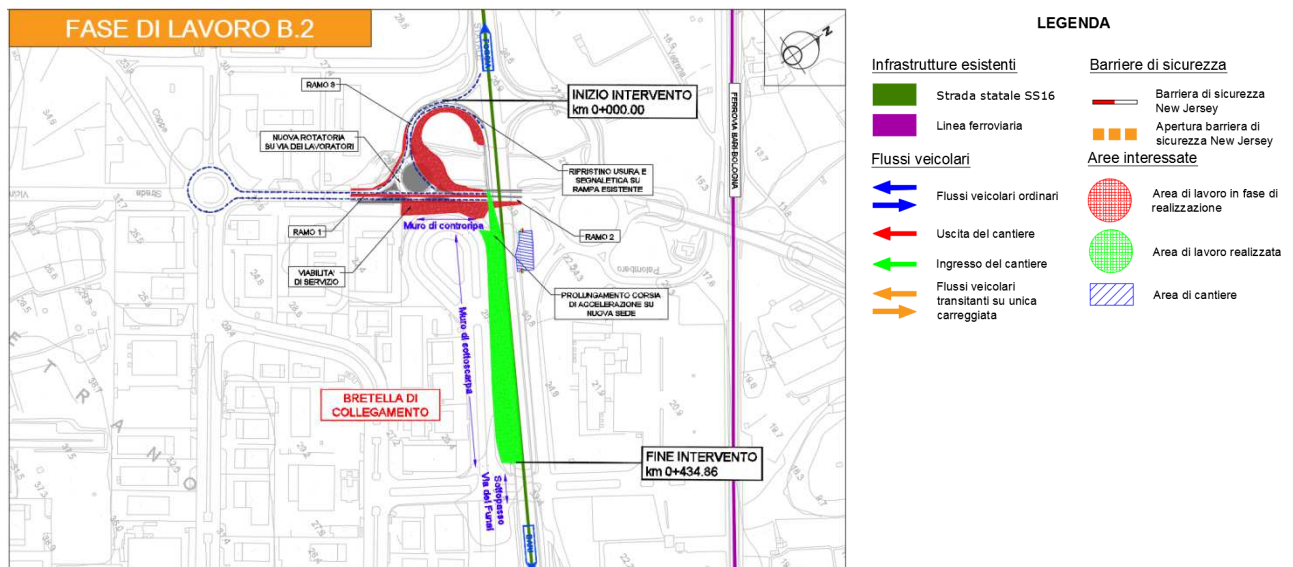 FASE DI LAVORO B.2
N
FOGGIA
RAMO 3
INIZIO INTERVENTO
km 0+000.00
NUOVA ROTATORIA
SU VIA DEI LAVORATORI
RIPRISTINO USURA E
SEGNALETICA SU
RAMPA ESISTENTE
FERROVIA BARI-BOLOGNA
Strada
RAMO 1
Muro di controripa
RAMO 2
VIABILITA'
DI SERVIZIO
PROLUNGAMENTO CORSIA
DI ACCELERAZIONE SU
NUOVA SEDE
Palombaro
Muro di sottoscarpa
BRETELLA DI
COLLEGAMENTO
FINE INTERVENTO
km 0+434.86
Sottopasso
Via dei Funai
BARI
E T R A N O
LEGENDA
Infrastrutture esistenti
Strada statale SS16
Linea ferroviaria
Flussi veicolari
Flussi veicolari ordinari
Uscita del cantiere
Ingresso del cantiere
Flussi veicolari
transitanti su unica
carreggiata
Barriere di sicurezza
Barriera di sicurezza
New Jersey
Apertura barriera di
sicurezza New Jersey
Aree interessate
Area di lavoro in fase di
realizzazione
Area di lavoro realizzata
Area di cantiere